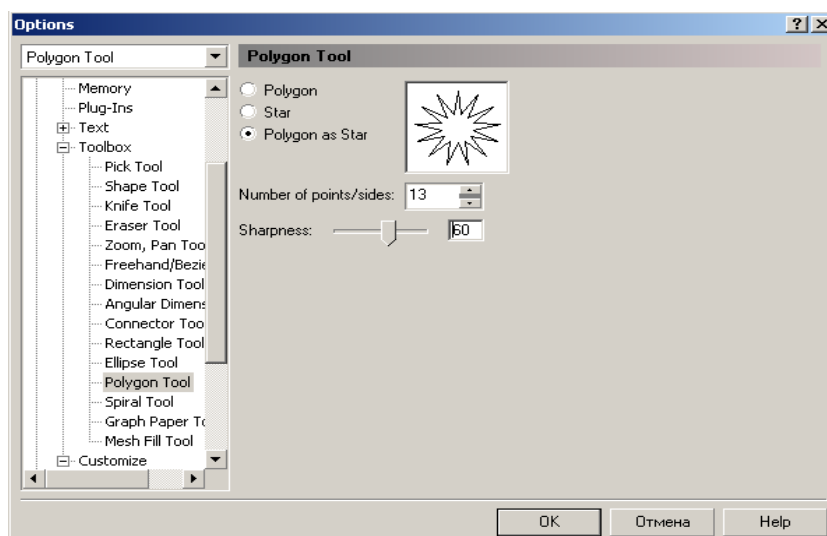 Options
Polygon Tool
Polygon Tool
Memory
Plug-Ins
Text
Toolbox
Pick Tool
Shape Tool
Knife Tool
Eraser Tool
Zoom, Pan Too
Freehand/Bezie
Dimension Tool
Angular Dimens
Connector Too
Rectangle Tool
Ellipse Tool
Polygon Tool
Spiral Tool
Graph Paper To
Mesh Fill Tool
Customize
Polygon
Star
Polygon as Star
Number of points/sides: 13
Sharpness: 60
OK
Отмена
Help